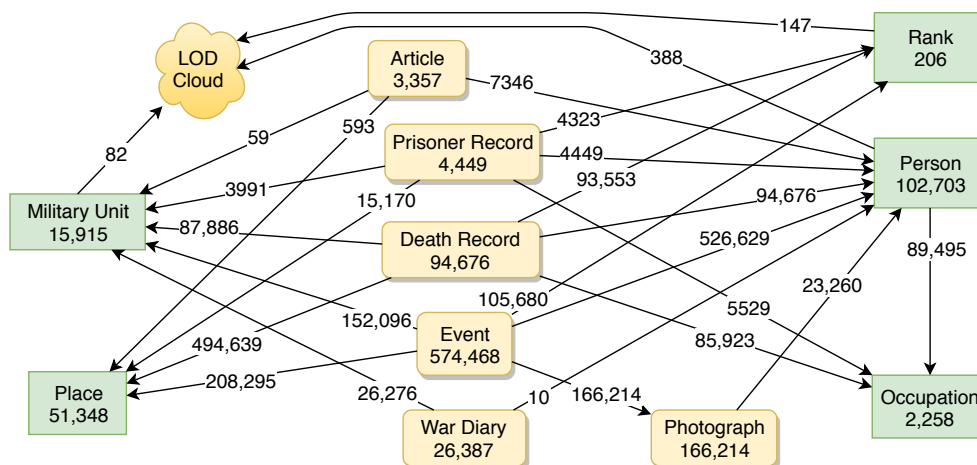 147
LOD
Cloud
Article
3,357
388
Rank
206
7346
593
4323
59
82
Prisoner Record
4,449
4449
Person
102,703
3991
15,170
93,553
94,676
Military Unit
15,915
87,886
Death Record
94,676
526,629
89,495
105,680
23,260
152,096
Event
574,468
5529
494,639
85,923
208,295
Place
51,348
26,276
10
166,214
War Diary
26,387
Photograph
166,214
Occupation
2,258